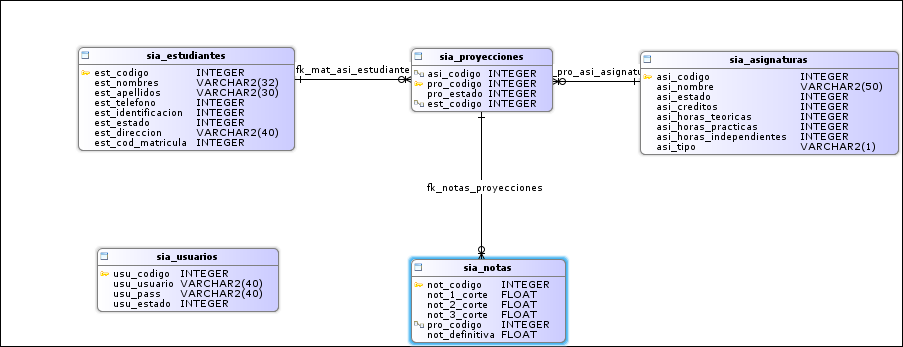 sia_estudiantes
est_codigo INTEGER
est_nombres VARCHAR2(32)
est_apellidos VARCHAR2(30)
est_telefono INTEGER
est_identificacion INTEGER
est_estado INTEGER
est_direccion VARCHAR2(40)
est_cod_matricula INTEGER
fk_mat_asi_estudiante
sia_proyecciones
asi_codigo INTEGER
pro_codigo INTEGER
pro_estado INTEGER
est_codigo INTEGER
_pro_asi_asignatu
sia_asignaturas
asi_codigo INTEGER
asi_nombre VARCHAR2(50)
asi_estado INTEGER
asi_creditos INTEGER
asi_horas_teoricas INTEGER
asi_horas_practicas INTEGER
asi_horas_independientes INTEGER
asi_tipo VARCHAR2(1)
fk_notas_proyecciones
sia_usuarios
usu_codigo INTEGER
usu_usuario VARCHAR2(40)
usu_pass VARCHAR2(40)
usu_estado INTEGER
sia_notas
not_codigo INTEGER
not_1_corte FLOAT
not_2_corte FLOAT
not_3_corte FLOAT
pro_codigo INTEGER
not_definitiva FLOAT